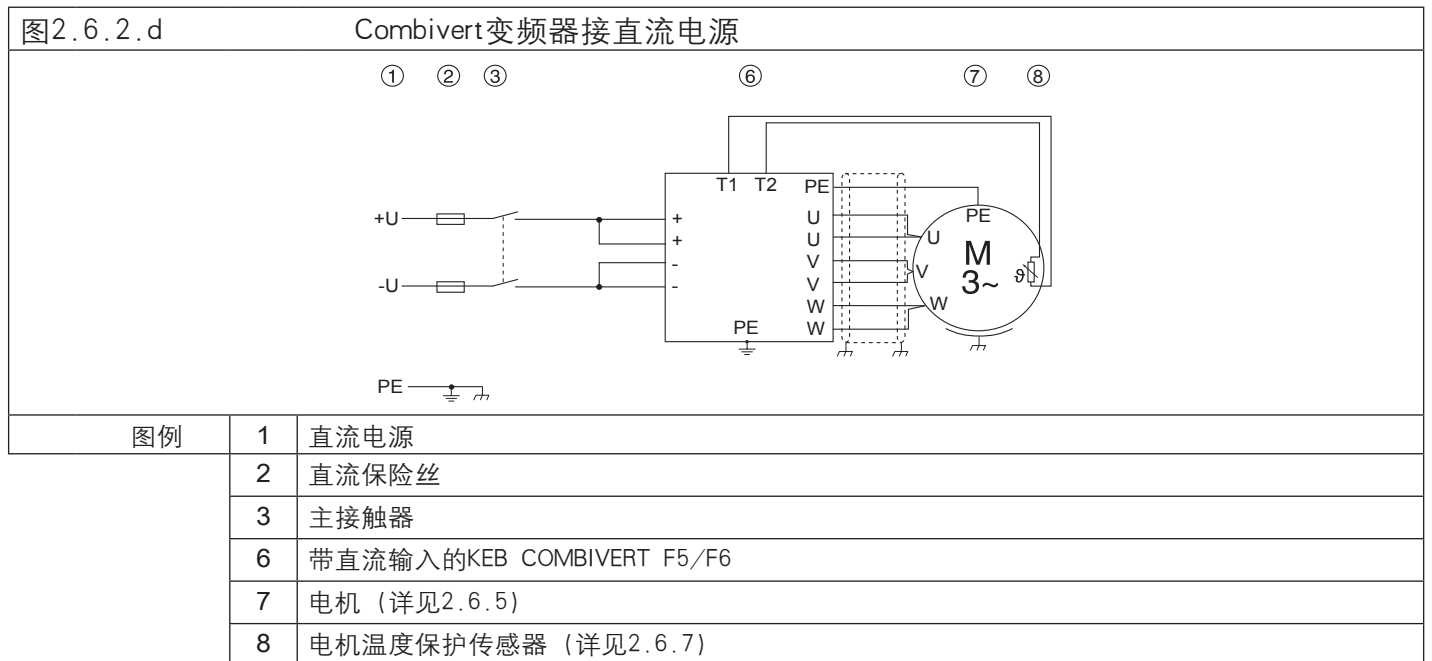 图2.6.2.d Combivert变频器接直流电源
① ② ③ ⑥ ⑦ ⑧
T1 T2 PE
PE
+U + U U
+ U M
- V V 3~ ϑ
-U - V
W W
PE W
PE
图例 1 直流电源
2 直流保险丝
3 主接触器
6 带直流输入的KEB COMBIVERT F5/F6
7 电机 (详见2.6.5)
8 电机温度保护传感器 (详见2.6.7)